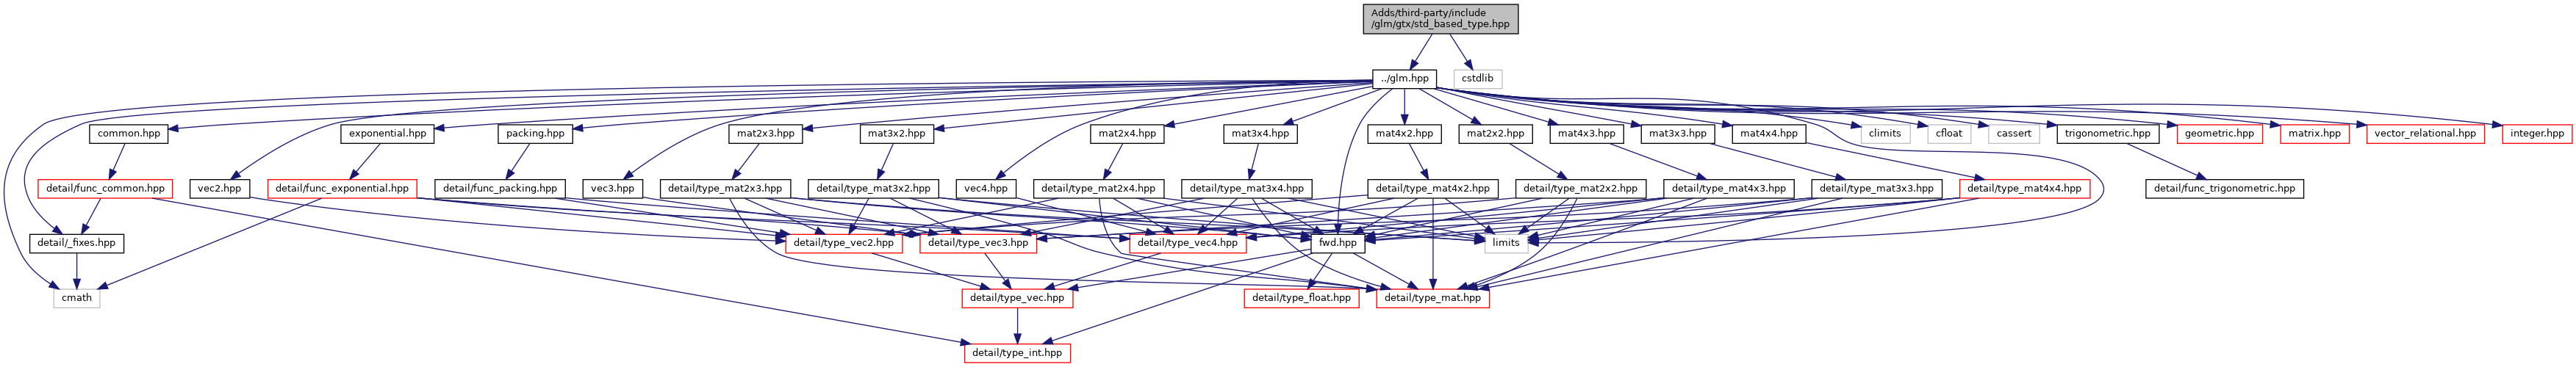 Adds/third-party/include
/glm/gtx/std_based_type.hpp
../glm.hpp
cstdlib
common.hpp
exponential.hpp
packing.hpp
mat2x3.hpp
mat3x2.hpp
mat2x4.hpp
mat3x4.hpp
mat4x2.hpp
mat2x2.hpp
mat4x3.hpp
mat3x3.hpp
mat4x4.hpp
climits
cfloat
cassert
trigonometric.hpp
geometric.hpp
matrix.hpp
vector_relational.hpp
integer.hpp
detail/func_common.hpp
vec2.hpp
detail/func_exponential.hpp
detail/func_packing.hpp
vec3.hpp
detail/type_mat2x3.hpp
detail/type_mat3x2.hpp
vec4.hpp
detail/type_mat2x4.hpp
detail/type_mat3x4.hpp
detail/type_mat4x2.hpp
detail/type_mat2x2.hpp
detail/type_mat4x3.hpp
detail/type_mat3x3.hpp
detail/type_mat4x4.hpp
detail/func_trigonometric.hpp
detail/_fixes.hpp
detail/type_vec2.hpp
detail/type_vec3.hpp
detail/type_vec4.hpp
fwd.hpp
limits
cmath
detail/type_vec.hpp
detail/type_float.hpp
detail/type_mat.hpp
detail/type_int.hpp